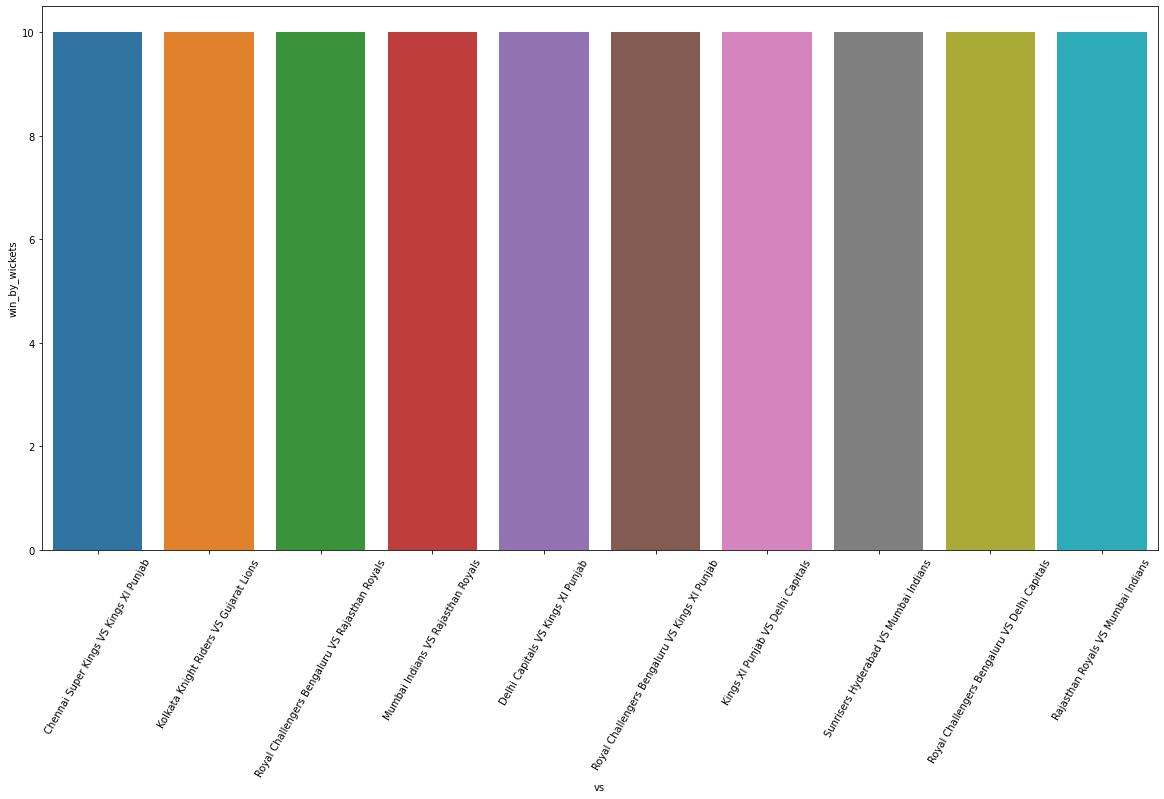 10
8
6
4
2
0
win_by_wickets
Chennai Super Kings VS Kings XI Punjab
Kolkata Knight Riders VS Gujarat Lions
Royal Challengers Bengaluru VS Rajasthan Royals
Mumbai Indians VS Rajasthan Royals
Delhi Capitals VS Kings XI Punjab
Royal Challengers Bengaluru VS Kings XI Punjab
Kings XI Punjab VS Delhi Capitals
Sunrisers Hyderabad VS Mumbai Indians
Royal Challengers Bengaluru VS Delhi Capitals
Rajasthan Royals VS Mumbai Indians
vs